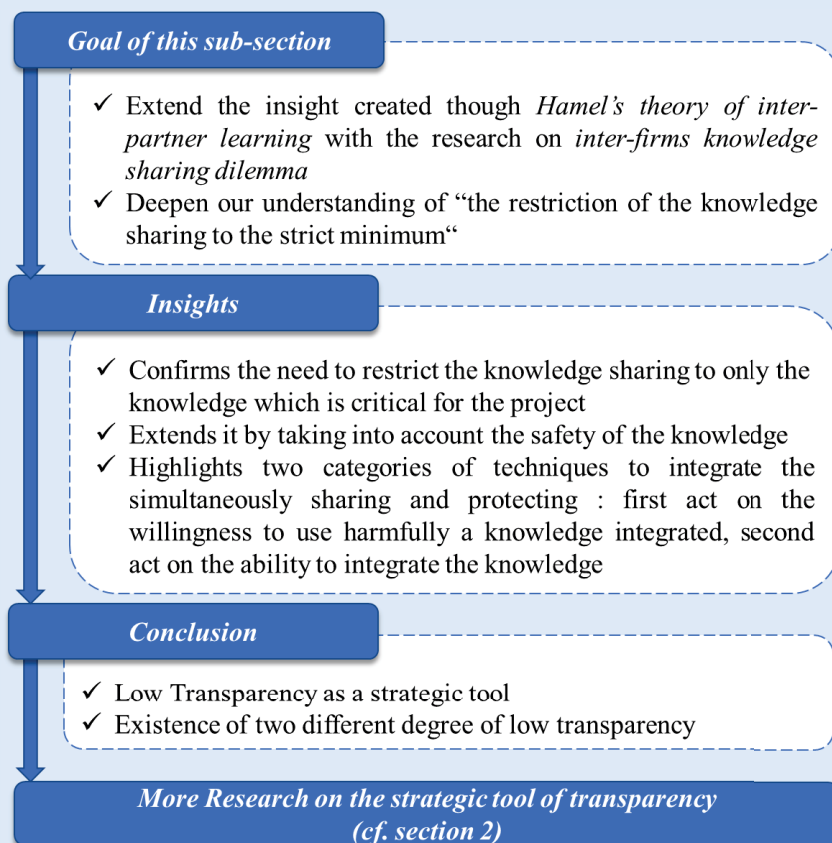 Goal of this sub-section
✓ Extend the insight created though Hamel's theory of inter-
partner learning with the research on inter-firms knowledge
sharing dilemma
✓ Deepen our understanding of “the restriction of the knowledge
sharing to the strict minimum“
Insights
✓ Confirms the need to restrict the knowledge sharing to only the
knowledge which is critical for the project
✓ Extends it by taking into account the safety of the knowledge
✓ Highlights two categories of techniques to integrate the
simultaneously sharing and protecting : first act on the
willingness to use harmfully a knowledge integrated, second
act on the ability to integrate the knowledge
Conclusion
✓ Low Transparency as a strategic tool
✓ Existence of two different degree of low transparency
More Research on the strategic tool of transparency
(cf. section 2)